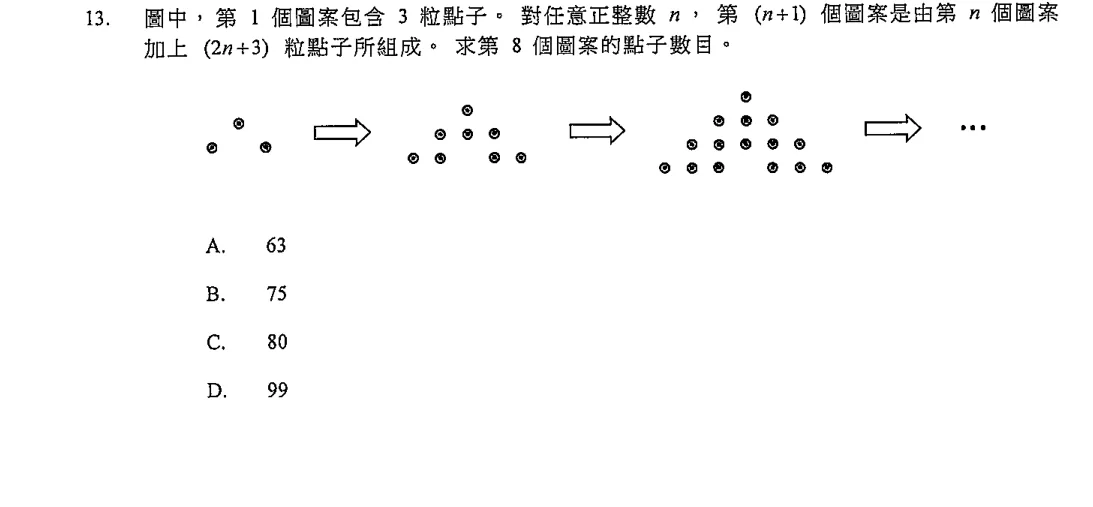 13. 圖中，第 1 個圖案包含 3 粒點子。對任意正整數 n，第 (n+1) 個圖案是由第 n 個圖案
加上 (2n+3) 粒點子所組成。求第 8 個圖案的點子數目。
...
A. 63
B. 75
C. 80
D. 99